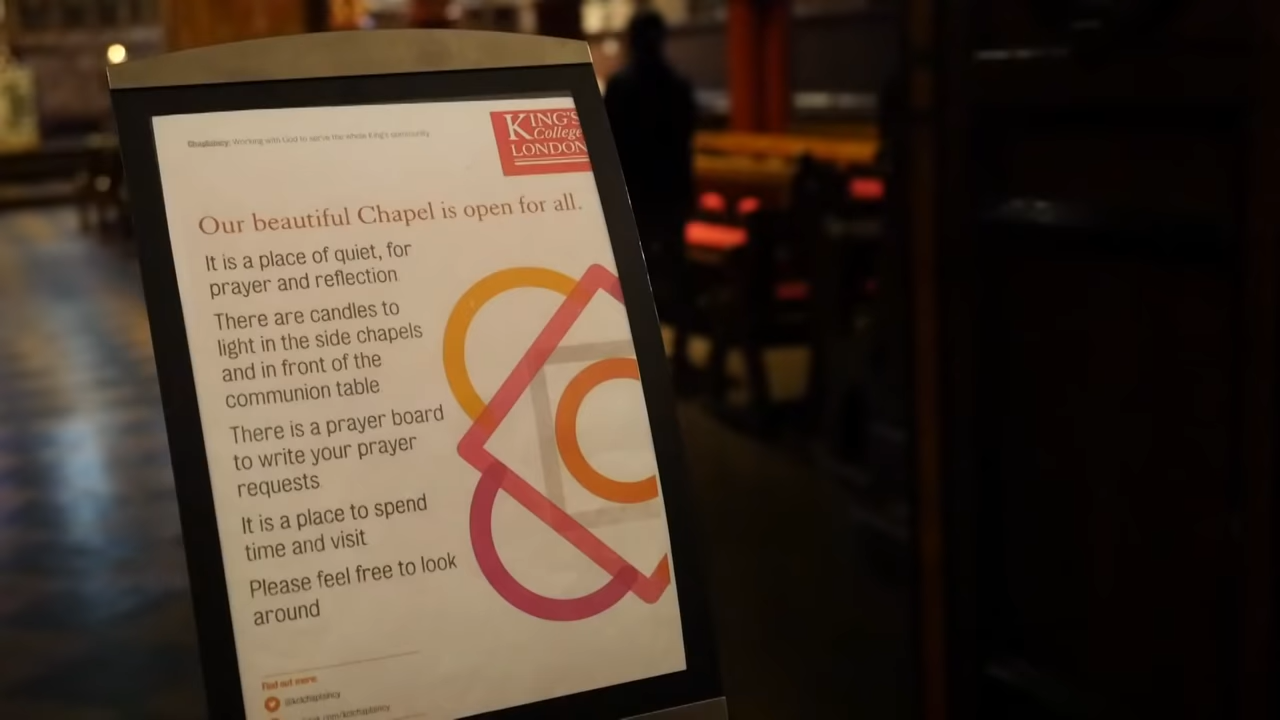 Chaplaincy: Working with God to serve the whole King's community
KING'S
College
LONDON
Our beautiful Chapel is open for all.
It is a place of quiet, for
prayer and reflection
There are candles to
light in the side chapels
and in front of the
communion table
There is a prayer board
to write your prayer
requests
It is a place to spend
time and visit
Please feel free to look
around
Find out more:
@kclchaplaincy
.com/kclchaplaincy